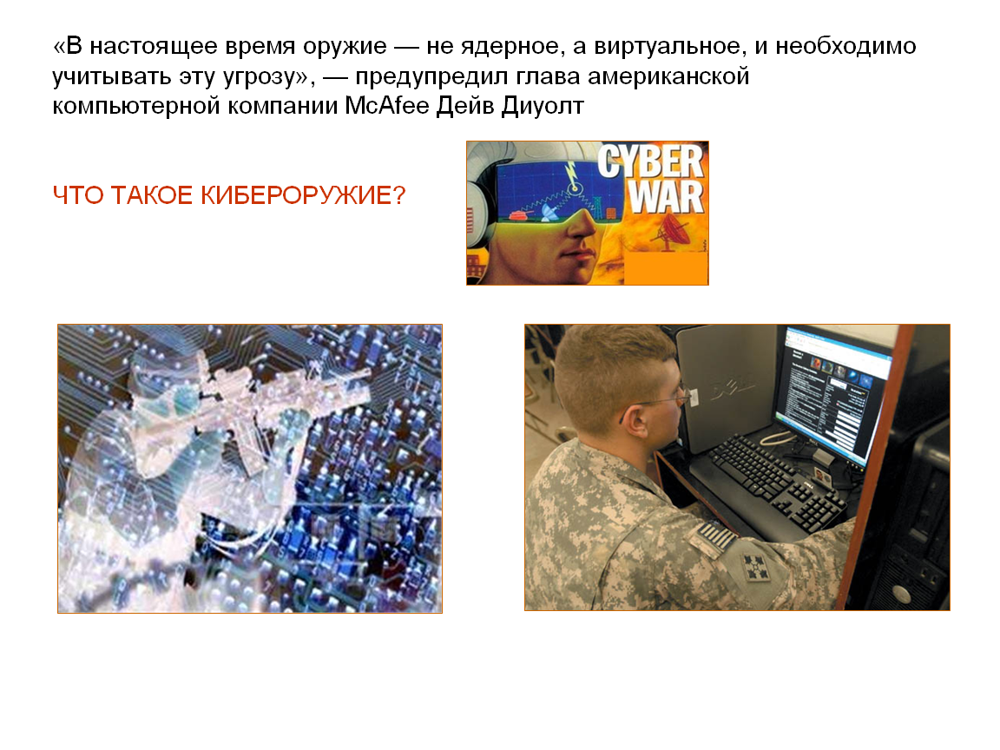 «В настоящее время оружие — не ядерное, а виртуальное, и необходимо
учитывать эту угрозу», — предупредил глава американской
компьютерной компании McAfee Дейв Диуолт
ЧТО ТАКОЕ КИБЕРОРУЖИЕ?
CYBER
WAR
DELL